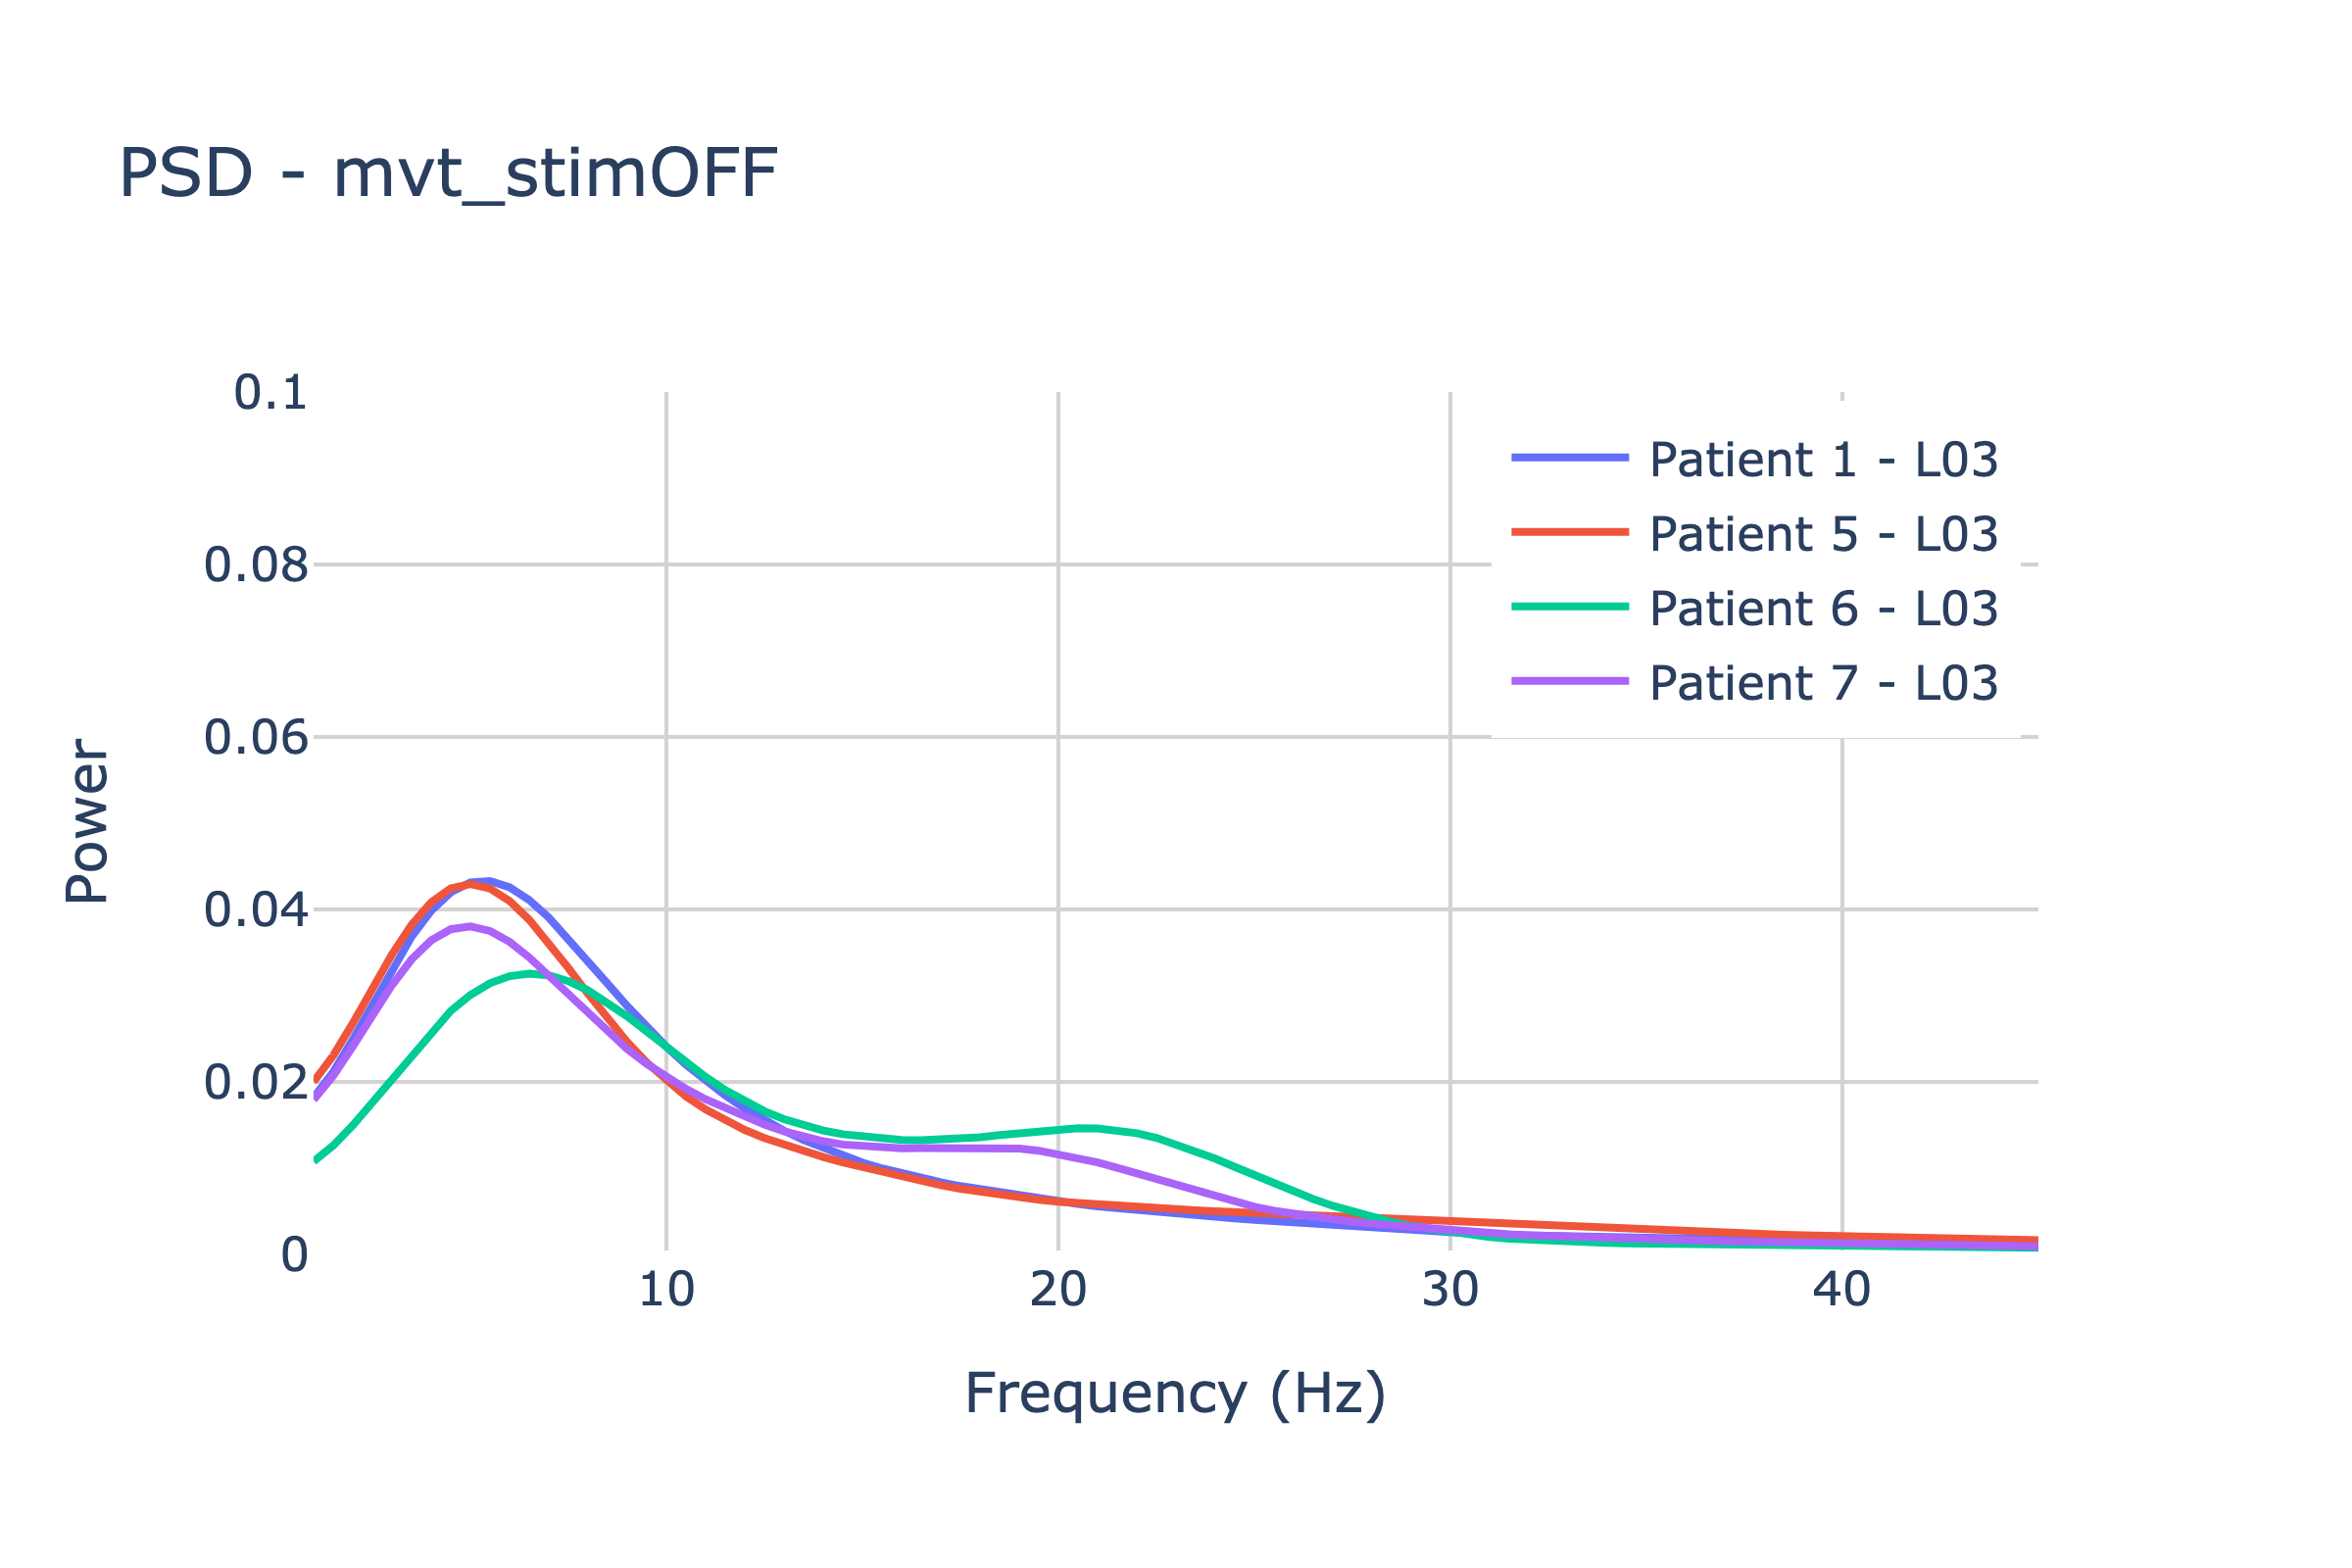 PSD - mvt_stimOFF
0.1
0.08
0.06
0.04
0.02
0
Power
10 20 30 40
Frequency (Hz)
Patient 1 - L03
Patient 5 - L03
Patient 6 - L03
Patient 7 - L03